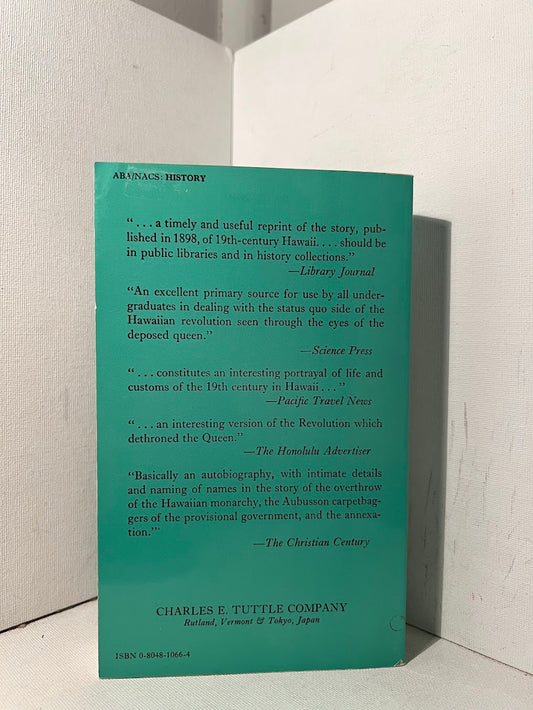 ABA/NACS: HISTORY
“ . . . a timely and useful reprint of the story, pub-
lished in 1898, of 19th-century Hawaii. . . . should be
in public libraries and in history collections.”
—Library Journal
“An excellent primary source for use by all under-
graduates in dealing with the status quo side of the
Hawaiian revolution seen through the eyes of the
deposed queen.”
—Science Press
“ . . . constitutes an interesting portrayal of life and
customs of the 19th century in Hawaii . . . ”
—Pacific Travel News
“ . . . an interesting version of the Revolution which
dethroned the Queen.”
—The Honolulu Advertiser
“Basically an autobiography, with intimate details
and naming of names in the story of the overthrow
of the Hawaiian monarchy, the Aubusson carpetbag-
gers of the provisional government, and the annexa-
tion.’”
—The Christian Century
CHARLES E. TUTTLE COMPANY
Rutland, Vermont & Tokyo, Japan
ISBN 0-8048-1066-4